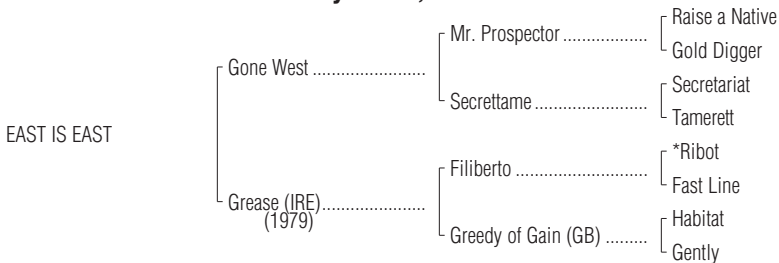 Raise a Native
Mr. Prospector ...................
Gold Digger
Gone West .........................
Secretariat
Secrettame .........................
Tamerett
EAST IS EAST
*Ribot
Filiberto .............................
Fast Line
Grease (IRE) .......................
(1979)
Habitat
Greedy of Gain (GB) .........
Gently